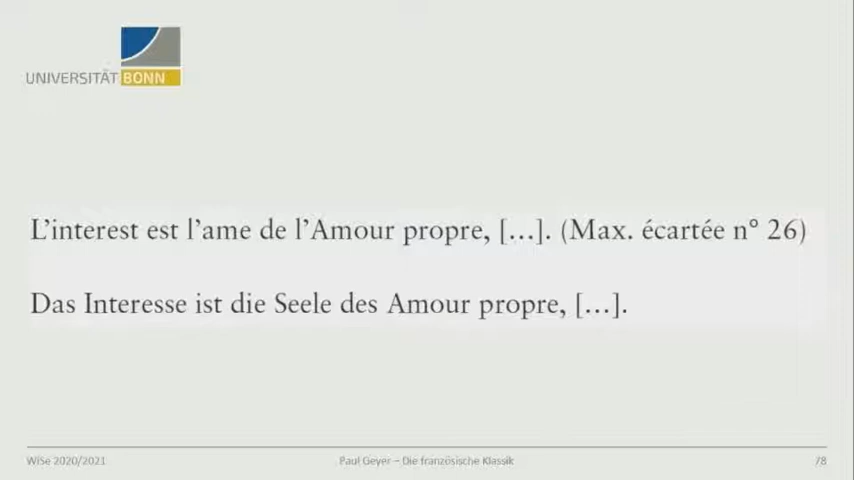 UNIVERSITÄT BONN
L’interest est l’ame de l’Amour propre, […]. (Max. écartée n° 26)
Das Interesse ist die Seele des Amour propre, […].
WiSe 2020/2021 Paul Geyer – Die französische Klassik 78